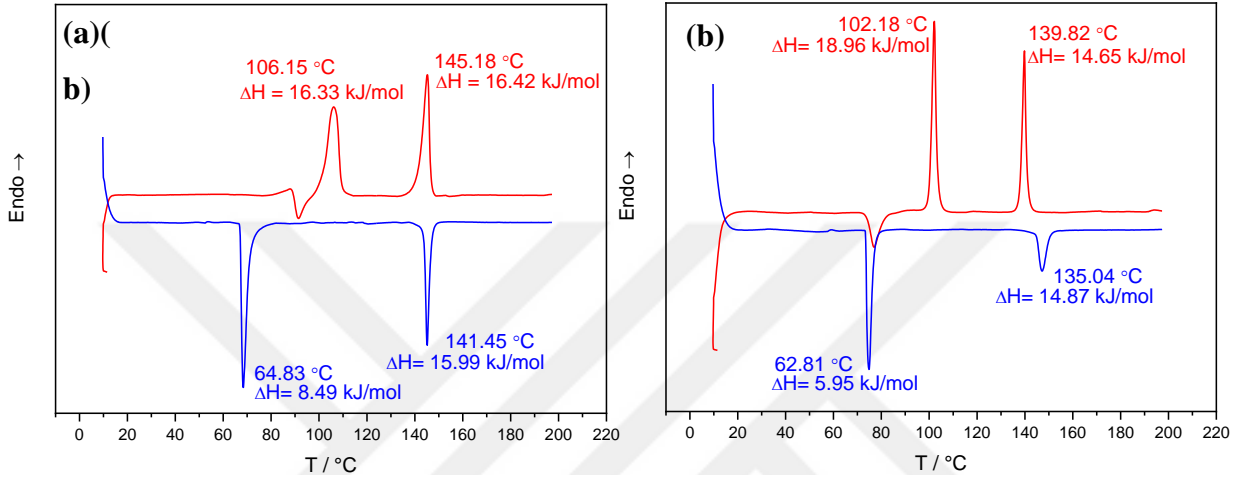 (a)(
b)
106.15 °C
ΔH = 16.33 kJ/mol
145.18 °C
ΔH = 16.42 kJ/mol
64.83 °C
ΔH= 8.49 kJ/mol
141.45 °C
ΔH= 15.99 kJ/mol
Endo →
0 20 40 60 80 100 120 140 160 180 200 220
T / °C
(b)
102.18 °C
ΔH = 18.96 kJ/mol
139.82 °C
ΔH = 14.65 kJ/mol
62.81 °C
ΔH= 5.95 kJ/mol
135.04 °C
ΔH= 14.87 kJ/mol
Endo →
0 20 40 60 80 100 120 140 160 180 200 220
T / °C